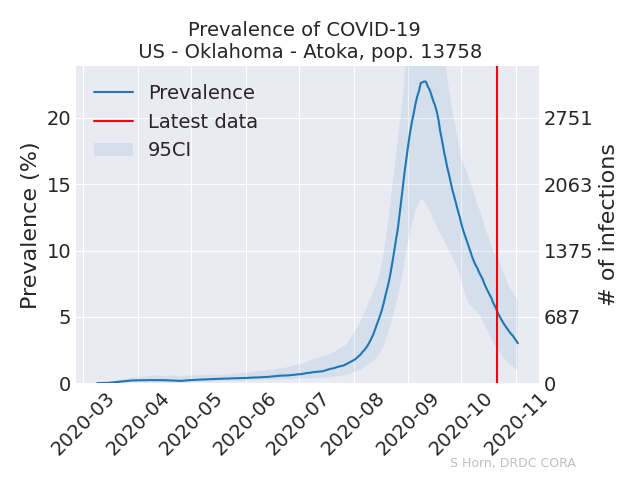 Prevalence of COVID-19
US - Oklahoma - Atoka, pop. 13758
Prevalence
Latest data
95CI
Prevalence (%)
20
15
10
5
0
# of infections
2751
2063
1375
687
0
2020-03
2020-04
2020-05
2020-06
2020-07
2020-08
2020-09
2020-10
2020-11
S Horn, DRDC CORA